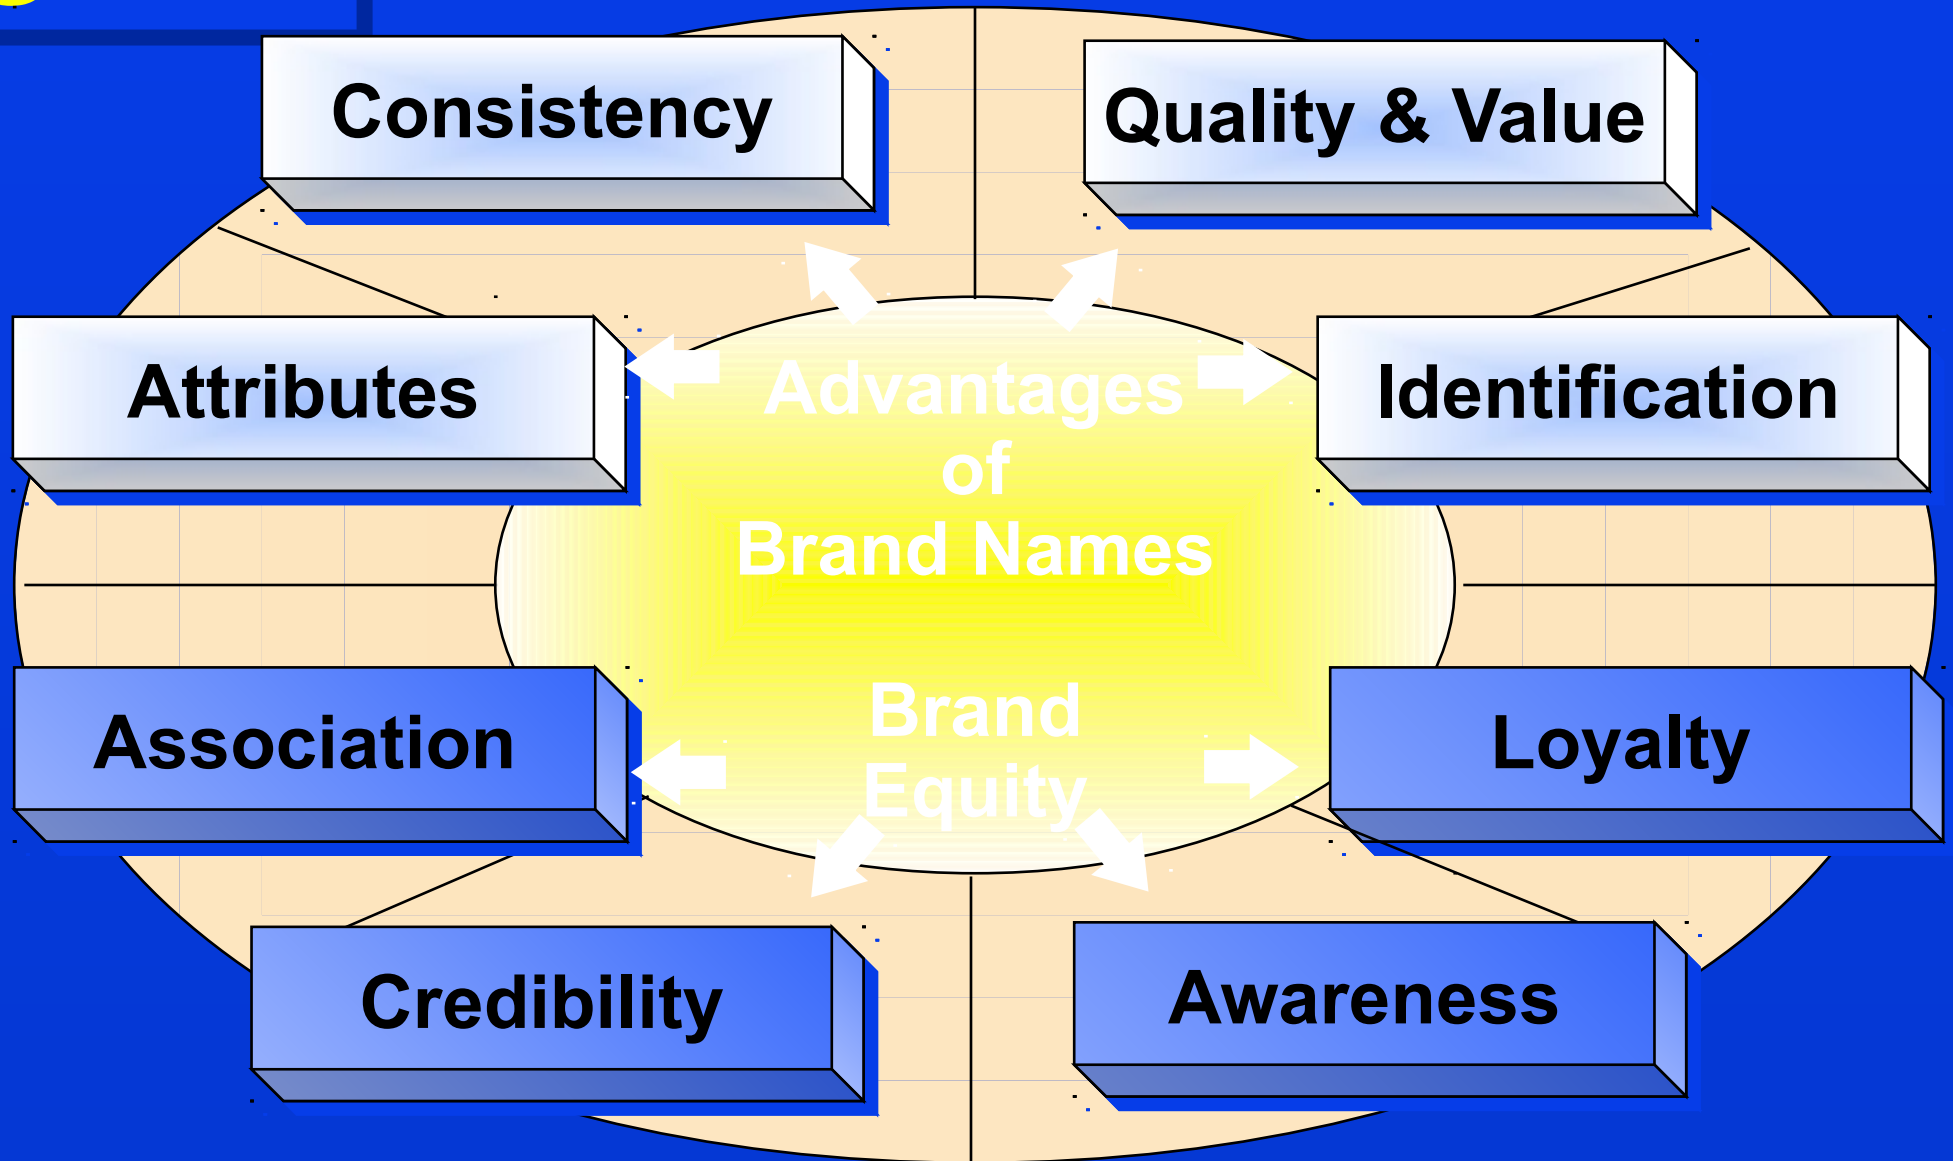 Consistency
Quality & Value
Attributes
Identification
Advantages
of
Brand Names
Association
Loyalty
Brand
Equity
Credibility
Awareness